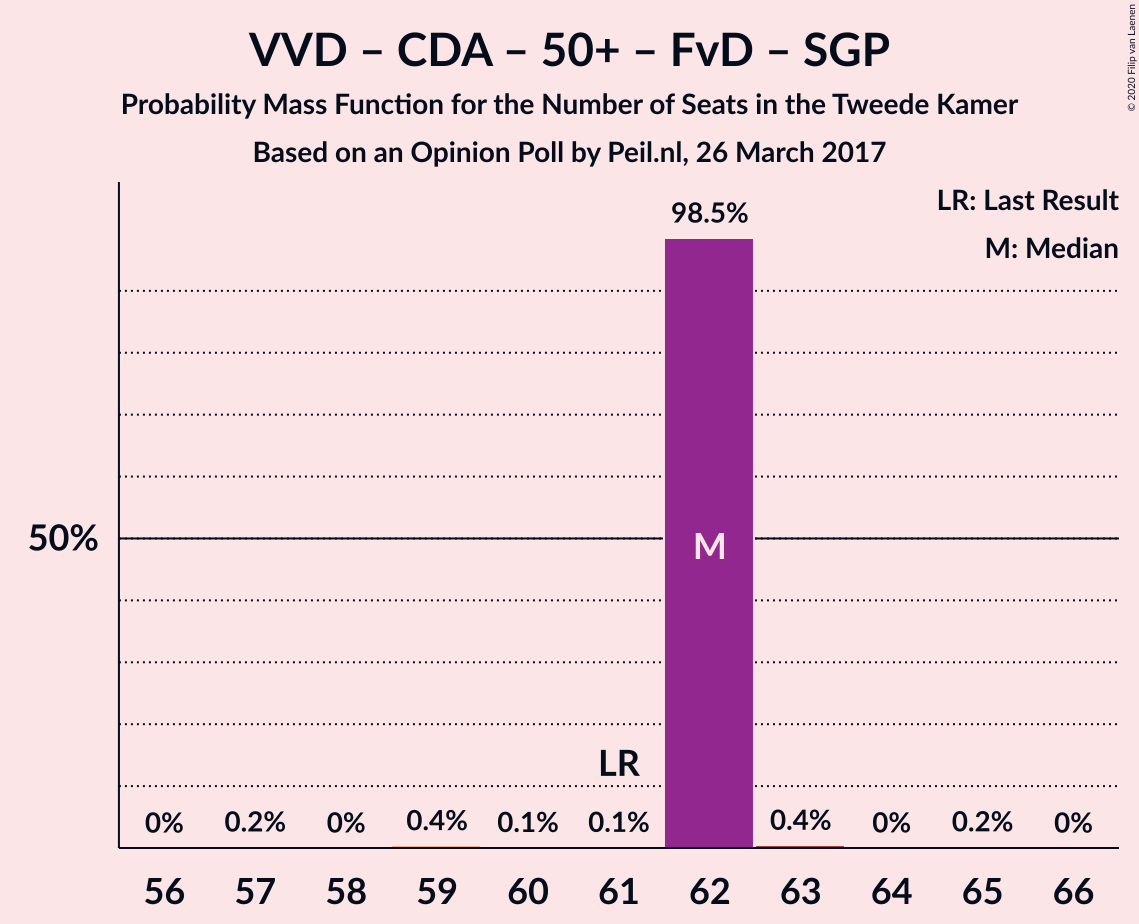 VVD – CDA – 50+ – FvD – SGP
Probability Mass Function for the Number of Seats in the Tweede Kamer
Based on an Opinion Poll by Peil.nl, 26 March 2017
© 2020 Filip van Laenen
LR: Last Result
M: Median
98.5%
50%
M
LR
0% 0.2% 0% 0.4% 0.1% 0.1% 0.4% 0% 0.2% 0%
56 57 58 59 60 61 62 63 64 65 66